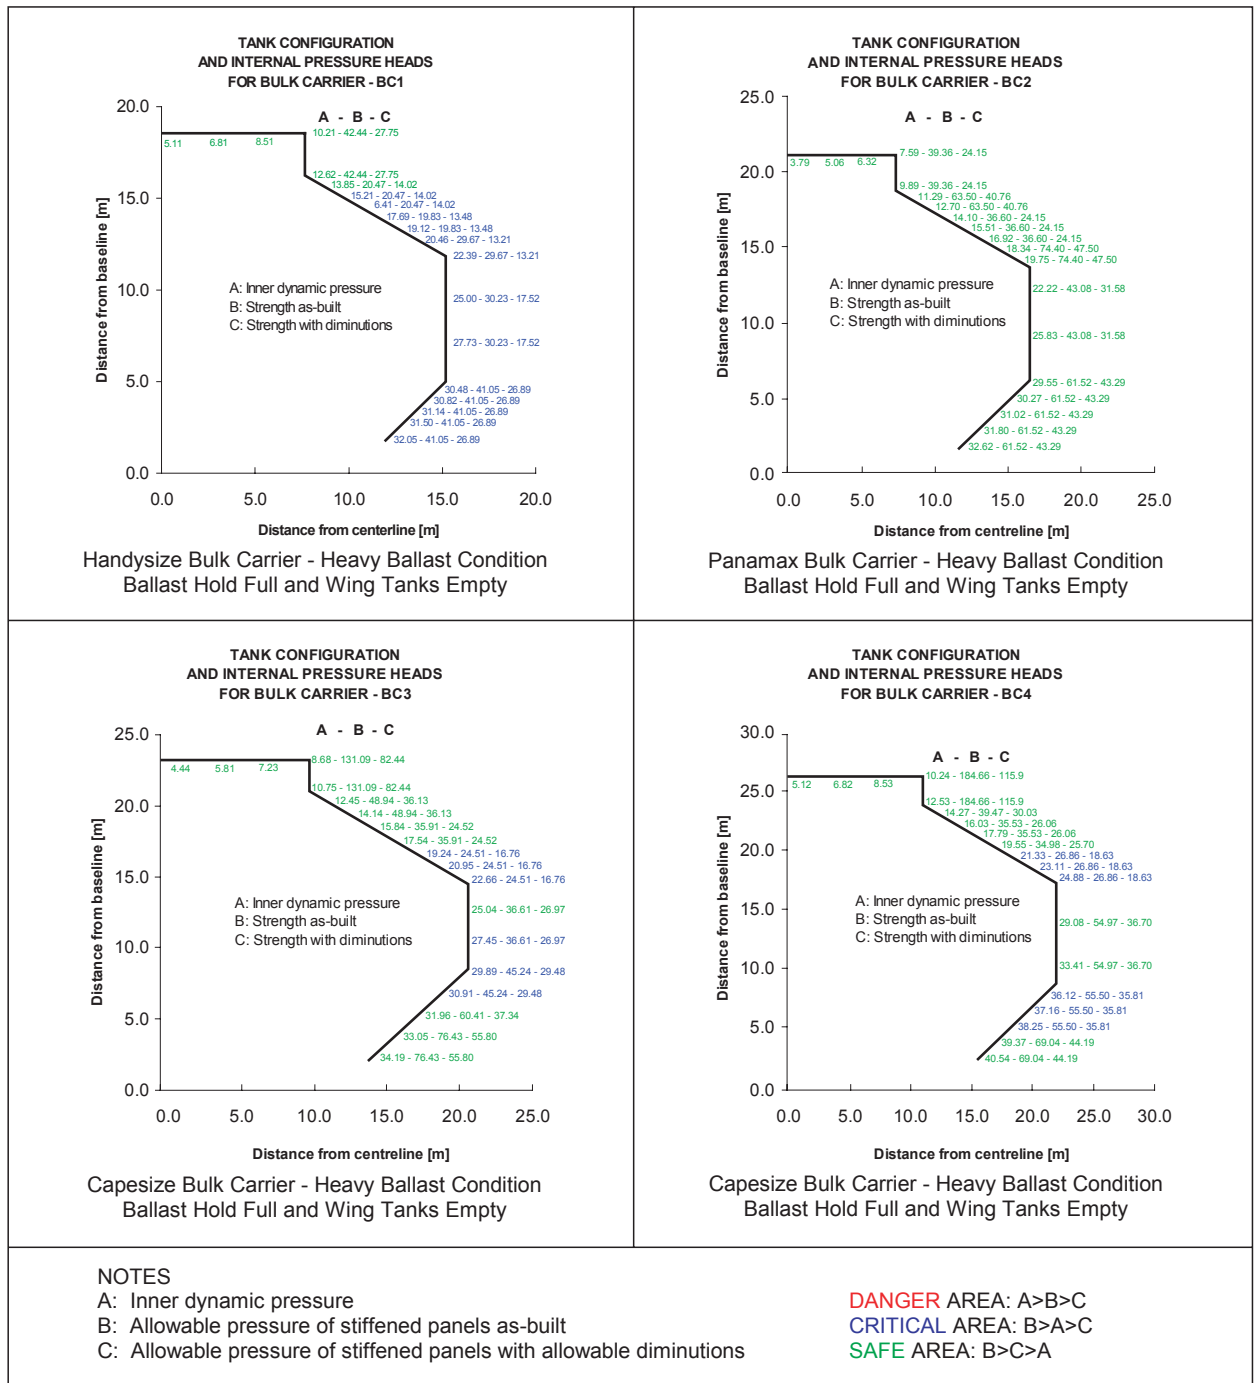 TANK CONFIGURATION
AND INTERNAL PRESSURE HEADS
FOR BULK CARRIER - BC1
A - B - C
20.0
15.0
10.0
5.0
0.0
Distance from baseline [m]
5.11 6.81 8.51
10.21 - 42.44 - 27.75
12.62 - 42.44 - 27.75
13.85 - 20.47 - 14.02
15.21 - 20.47 - 14.02
6.41 - 20.47 - 14.02
17.69 - 19.83 - 13.48
19.12 - 19.83 - 13.48
20.46 - 29.67 - 13.21
22.39 - 29.67 - 13.21
A: Inner dynamic pressure
B: Strength as-built
C: Strength with diminutions
25.00 - 30.23 - 17.52
27.73 - 30.23 - 17.52
30.48 - 41.05 - 26.89
30.82 - 41.05 - 26.89
31.14 - 41.05 - 26.89
31.50 - 41.05 - 26.89
32.05 - 41.05 - 26.89
0.0 5.0 10.0 15.0 20.0
Distance from centerline [m]
Handysize Bulk Carrier - Heavy Ballast Condition
Ballast Hold Full and Wing Tanks Empty
TANK CONFIGURATION
AND INTERNAL PRESSURE HEADS
FOR BULK CARRIER - BC2
A - B - C
25.0
20.0
15.0
10.0
5.0
0.0
Distance from baseline [m]
3.79 5.06 6.32
7.59 - 39.36 - 24.15
9.89 - 39.36 - 24.15
11.29 - 63.50 - 40.76
12.70 - 63.50 - 40.76
14.10 - 36.60 - 24.15
15.51 - 36.60 - 24.15
16.92 - 36.60 - 24.15
18.34 - 74.40 - 47.50
19.75 - 74.40 - 47.50
A: Inner dynamic pressure
B: Strength as-built
C: Strength with diminutions
22.22 - 43.08 - 31.58
25.83 - 43.08 - 31.58
29.55 - 61.52 - 43.29
30.27 - 61.52 - 43.29
31.02 - 61.52 - 43.29
31.80 - 61.52 - 43.29
32.62 - 61.52 - 43.29
0.0 5.0 10.0 15.0 20.0 25.0
Distance from centreline [m]
Panamax Bulk Carrier - Heavy Ballast Condition
Ballast Hold Full and Wing Tanks Empty
TANK CONFIGURATION
AND INTERNAL PRESSURE HEADS
FOR BULK CARRIER - BC3
A - B - C
25.0
20.0
15.0
10.0
5.0
0.0
Distance from baseline [m]
4.44 5.81 7.23
8.68 - 131.09 - 82.44
10.75 - 131.09 - 82.44
12.45 - 48.94 - 36.13
14.14 - 48.94 - 36.13
15.84 - 35.91 - 24.52
17.54 - 35.91 - 24.52
19.24 - 24.51 - 16.76
20.95 - 24.51 - 16.76
22.66 - 24.51 - 16.76
A: Inner dynamic pressure
B: Strength as-built
C: Strength with diminutions
25.04 - 36.61 - 26.97
27.45 - 36.61 - 26.97
29.89 - 45.24 - 29.48
30.91 - 45.24 - 29.48
31.96 - 60.41 - 37.34
33.05 - 76.43 - 55.80
34.19 - 76.43 - 55.80
0.0 5.0 10.0 15.0 20.0 25.0
Distance from centreline [m]
Capesize Bulk Carrier - Heavy Ballast Condition
Ballast Hold Full and Wing Tanks Empty
TANK CONFIGURATION
AND INTERNAL PRESSURE HEADS
FOR BULK CARRIER - BC4
A - B - C
30.0
25.0
20.0
15.0
10.0
5.0
0.0
Distance from baseline [m]
5.12 6.82 8.53
10.24 - 184.66 - 115.9
12.53 - 184.66 - 115.9
14.27 - 39.47 - 30.03
16.03 - 35.53 - 26.06
17.79 - 35.53 - 26.06
19.55 - 34.98 - 25.70
21.33 - 26.86 - 18.63
23.11 - 26.86 - 18.63
24.88 - 26.86 - 18.63
A: Inner dynamic pressure
B: Strength as-built
C: Strength with diminutions
29.08 - 54.97 - 36.70
33.41 - 54.97 - 36.70
36.12 - 55.50 - 35.81
37.16 - 55.50 - 35.81
38.25 - 55.50 - 35.81
39.37 - 69.04 - 44.19
40.54 - 69.04 - 44.19
0.0 5.0 10.0 15.0 20.0 25.0 30.0
Distance from centreline [m]
Capesize Bulk Carrier - Heavy Ballast Condition
Ballast Hold Full and Wing Tanks Empty
NOTES
A: Inner dynamic pressure
B: Allowable pressure of stiffened panels as-built
C: Allowable pressure of stiffened panels with allowable diminutions
DANGER AREA: A>B>C
CRITICAL AREA: B>A>C
SAFE AREA: B>C>A